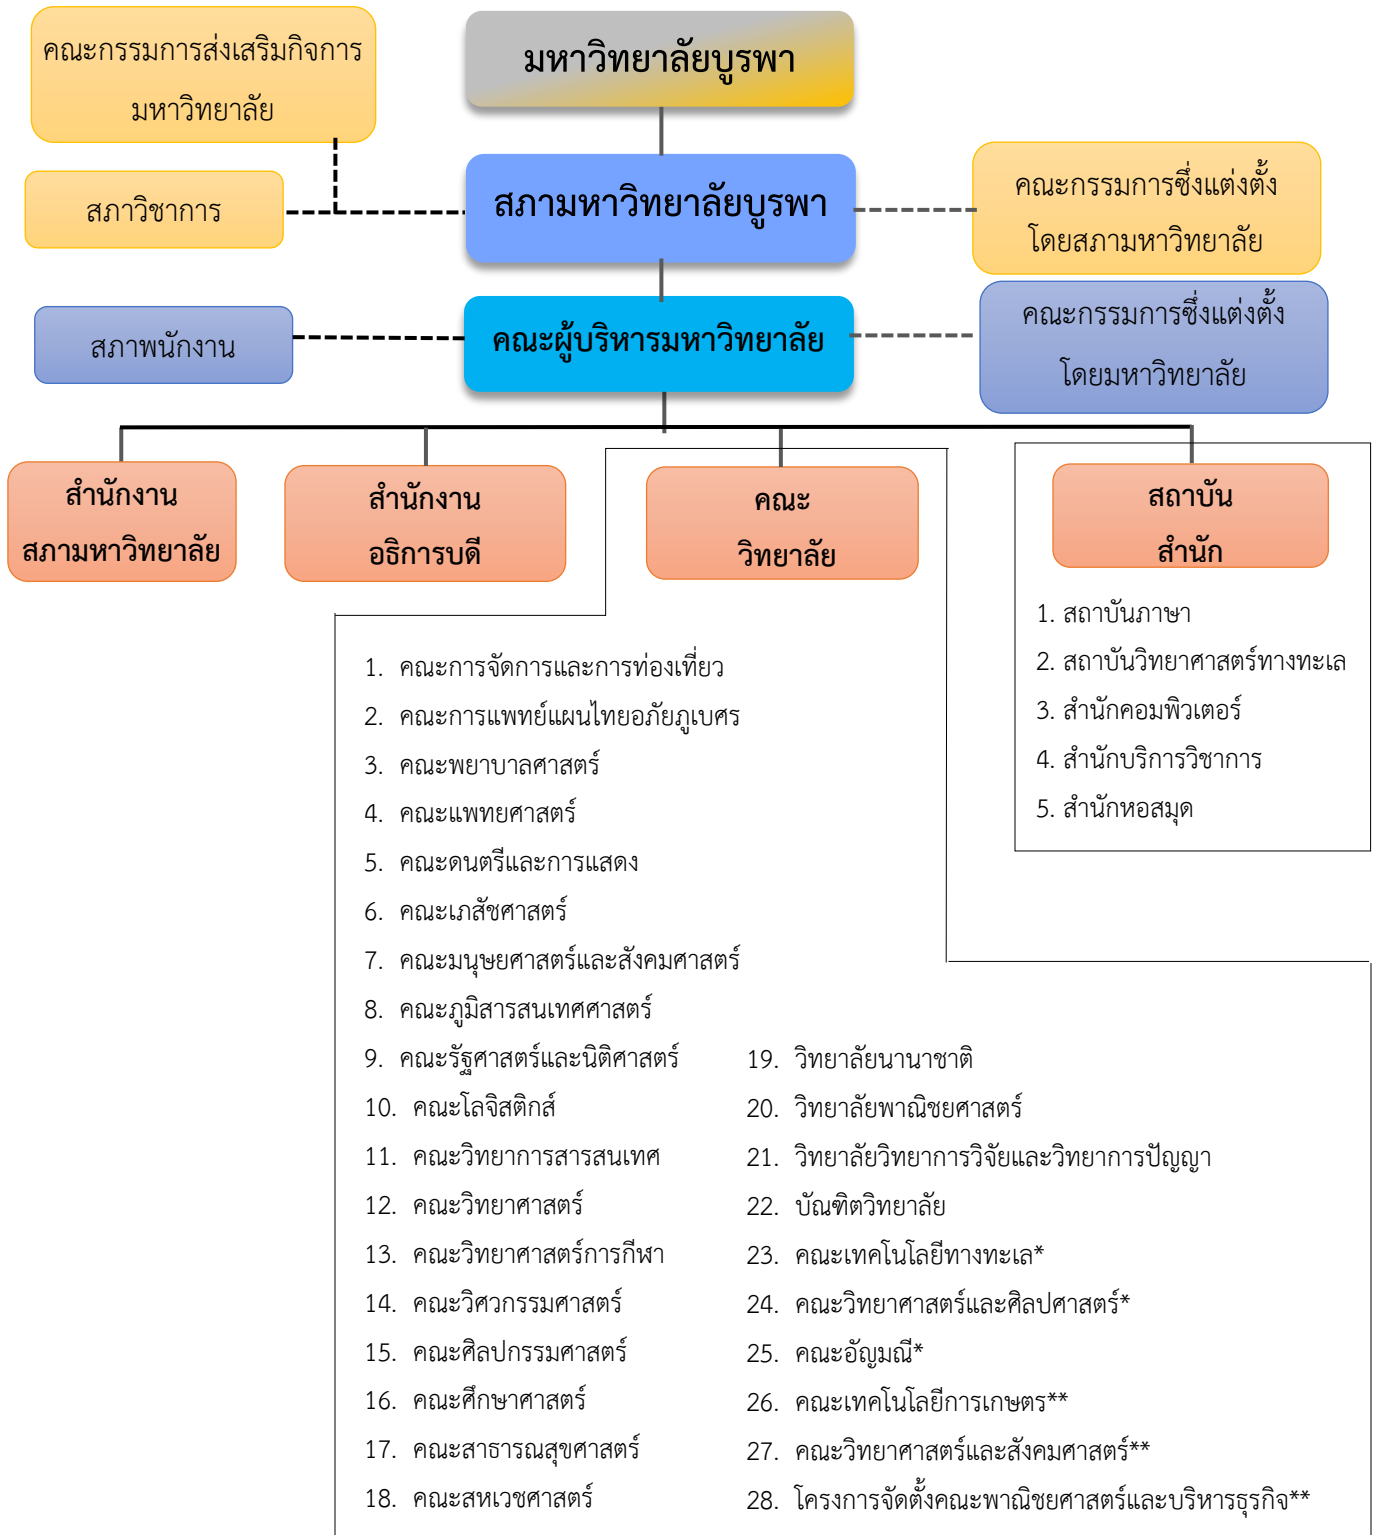 คณะกรรมการส่งเสริมกิจการ
มหาวิทยาลัย
มหาวิทยาลัยบูรพา
สภาวิชาการ
สภามหาวิทยาลัยบูรพา
คณะกรรมการซึ่งแต่งตั้ง
โดยสภามหาวิทยาลัย
สภาพนักงาน
คณะผู้บริหารมหาวิทยาลัย
คณะกรรมการซึ่งแต่งตั้ง
โดยมหาวิทยาลัย
สำนักงาน
สภามหาวิทยาลัย
สำนักงาน
อธิการบดี
คณะ
วิทยาลัย
สถาบัน
สำนัก
1. สถาบันภาษา
2. สถาบันวิทยาศาสตร์ทางทะเล
3. สำนักคอมพิวเตอร์
4. สำนักบริการวิชาการ
5. สำนักหอสมุด
1. คณะการจัดการและการท่องเที่ยว
2. คณะการแพทย์แผนไทยอภัยภูเบศร
3. คณะพยาบาลศาสตร์
4. คณะแพทยศาสตร์
5. คณะดนตรีและการแสดง
6. คณะเภสัชศาสตร์
7. คณะมนุษยศาสตร์และสังคมศาสตร์
8. คณะภูมิสารสนเทศศาสตร์
9. คณะรัฐศาสตร์และนิติศาสตร์
10. คณะโลจิสติกส์
11. คณะวิทยาการสารสนเทศ
12. คณะวิทยาศาสตร์
13. คณะวิทยาศาสตร์การกีฬา
14. คณะวิศวกรรมศาสตร์
15. คณะศิลปกรรมศาสตร์
16. คณะศึกษาศาสตร์
17. คณะสาธารณสุขศาสตร์
18. คณะสหเวชศาสตร์
19. วิทยาลัยนานาชาติ
20. วิทยาลัยพาณิชยศาสตร์
21. วิทยาลัยวิทยาการวิจัยและวิทยาการปัญญา
22. บัณฑิตวิทยาลัย
23. คณะเทคโนโลยีทางทะเล*
24. คณะวิทยาศาสตร์และศิลปศาสตร์*
25. คณะอัญมณี*
26. คณะเทคโนโลยีการเกษตร**
27. คณะวิทยาศาสตร์และสังคมศาสตร์**
28. โครงการจัดตั้งคณะพาณิชยศาสตร์และบริหารธุรกิจ**